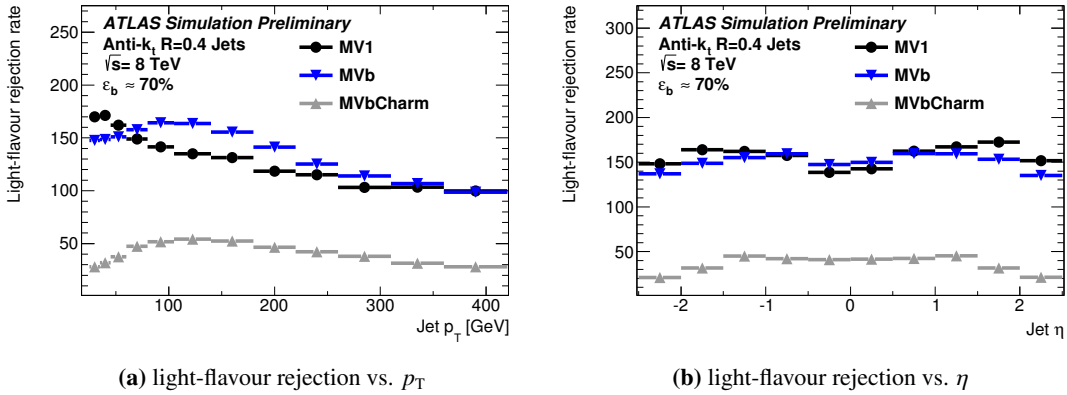 Light-flavour rejection rate
250
200
150
100
50
ATLAS Simulation Preliminary
Anti-kt R=0.4 Jets
√s= 8 TeV
εb ≈ 70%
MV1
MVb
MVbCharm
100
200
300
400
Jet pT [GeV]
(a) light-flavour rejection vs. pT
Light-flavour rejection rate
300
250
200
150
100
50
ATLAS Simulation Preliminary
Anti-kt R=0.4 Jets
√s= 8 TeV
εb ≈ 70%
MV1
MVb
MVbCharm
-2
-1
0
1
2
Jet η
(b) light-flavour rejection vs. η